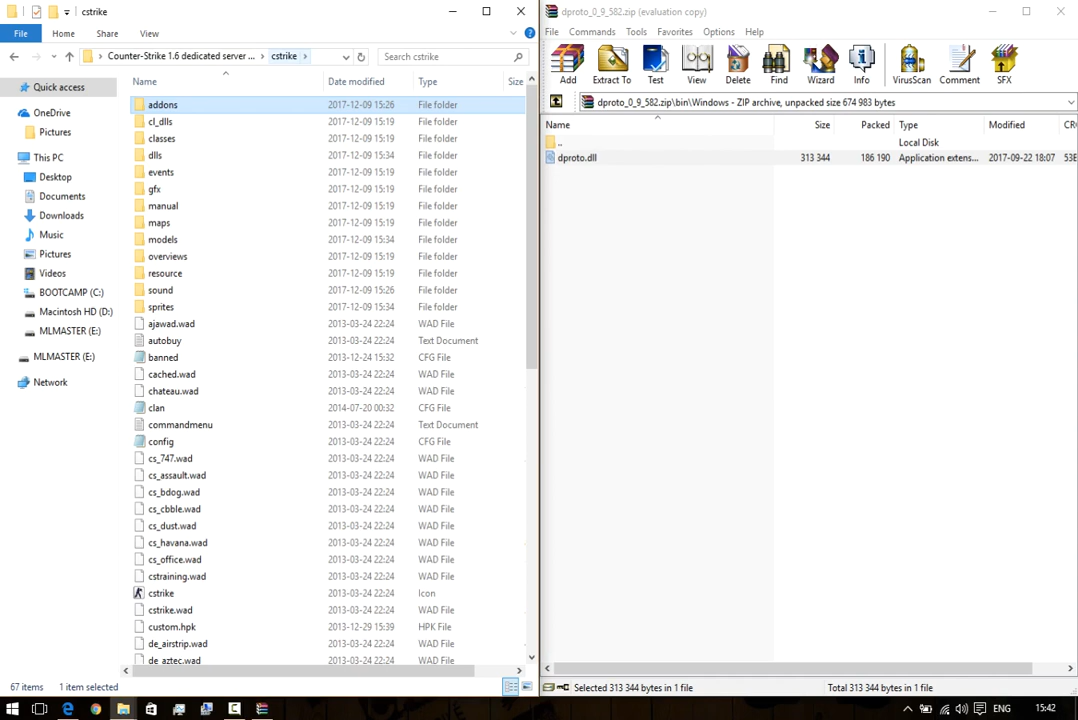 cstrike
File Home Share View
Counter-Strike 1.6 dedicated server ... cstrike
Search cstrike
Quick access
OneDrive
Pictures
This PC
Desktop
Documents
Downloads
Music
Pictures
Videos
BOOTCAMP (C:)
Macintosh HD (D:)
MLMASTER (E:)
MLMASTER (E:)
Network
Name Date modified Type Size
addons 2017-12-09 15:26 File folder
cl_dlls 2017-12-09 15:19 File folder
classes 2017-12-09 15:19 File folder
dlls 2017-12-09 15:34 File folder
events 2017-12-09 15:19 File folder
gfx 2017-12-09 15:19 File folder
manual 2017-12-09 15:19 File folder
maps 2017-12-09 15:19 File folder
models 2017-12-09 15:34 File folder
overviews 2017-12-09 15:19 File folder
resource 2017-12-09 15:19 File folder
sound 2017-12-09 15:26 File folder
sprites 2017-12-09 15:34 File folder
ajawad.wad 2013-03-24 22:24 WAD File
autobuy 2013-03-24 22:24 Text Document
banned 2013-12-24 15:32 CFG File
cached.wad 2013-03-24 22:24 WAD File
chateau.wad 2013-03-24 22:24 WAD File
clan 2014-07-20 00:32 CFG File
commandmenu 2013-03-24 22:24 Text Document
config 2013-03-24 22:24 CFG File
cs_747.wad 2013-03-24 22:24 WAD File
cs_assault.wad 2013-03-24 22:24 WAD File
cs_bdog.wad 2013-03-24 22:24 WAD File
cs_cbble.wad 2013-03-24 22:24 WAD File
cs_dust.wad 2013-03-24 22:24 WAD File
cs_havana.wad 2013-03-24 22:24 WAD File
cs_office.wad 2013-03-24 22:24 WAD File
cstraining.wad 2013-03-24 22:24 WAD File
cstrike 2013-03-24 22:24 Icon
cstrike.wad 2013-03-24 22:24 WAD File
custom.hpk 2013-12-29 15:39 HPK File
de_airstrip.wad 2013-03-24 22:24 WAD File
de_aztec.wad 2013-03-24 22:24 WAD File
67 items 1 item selected
dproto_0_9_582.zip (evaluation copy)
File Commands Tools Favorites Options Help
Add Extract To Test View Delete Find Wizard Info VirusScan Comment SFX
dproto_0_9_582.zip\bin\Windows - ZIP archive, unpacked size 674 983 bytes
Name Size Packed Type Modified CR
.. Local Disk
dproto.dll 313 344 186 190 Application extens... 2017-09-22 18:07 53E
Selected 313 344 bytes in 1 file Total 313 344 bytes in 1 file
ENG 15:42